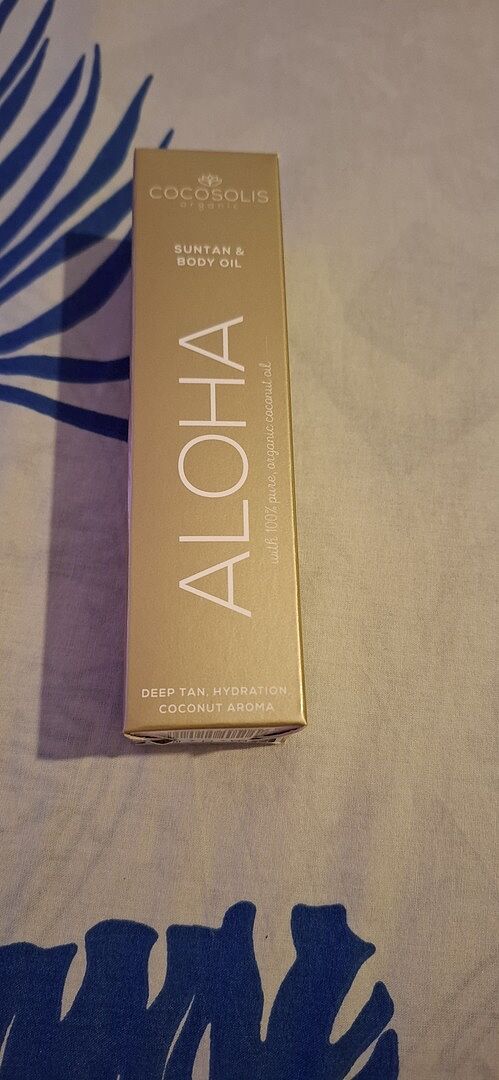 COCOSOLIS
organic
SUNTAN &
BODY OIL
ALOHA
with 100% pure, organic coconut oil
DEEP TAN, HYDRATION,
COCONUT AROMA